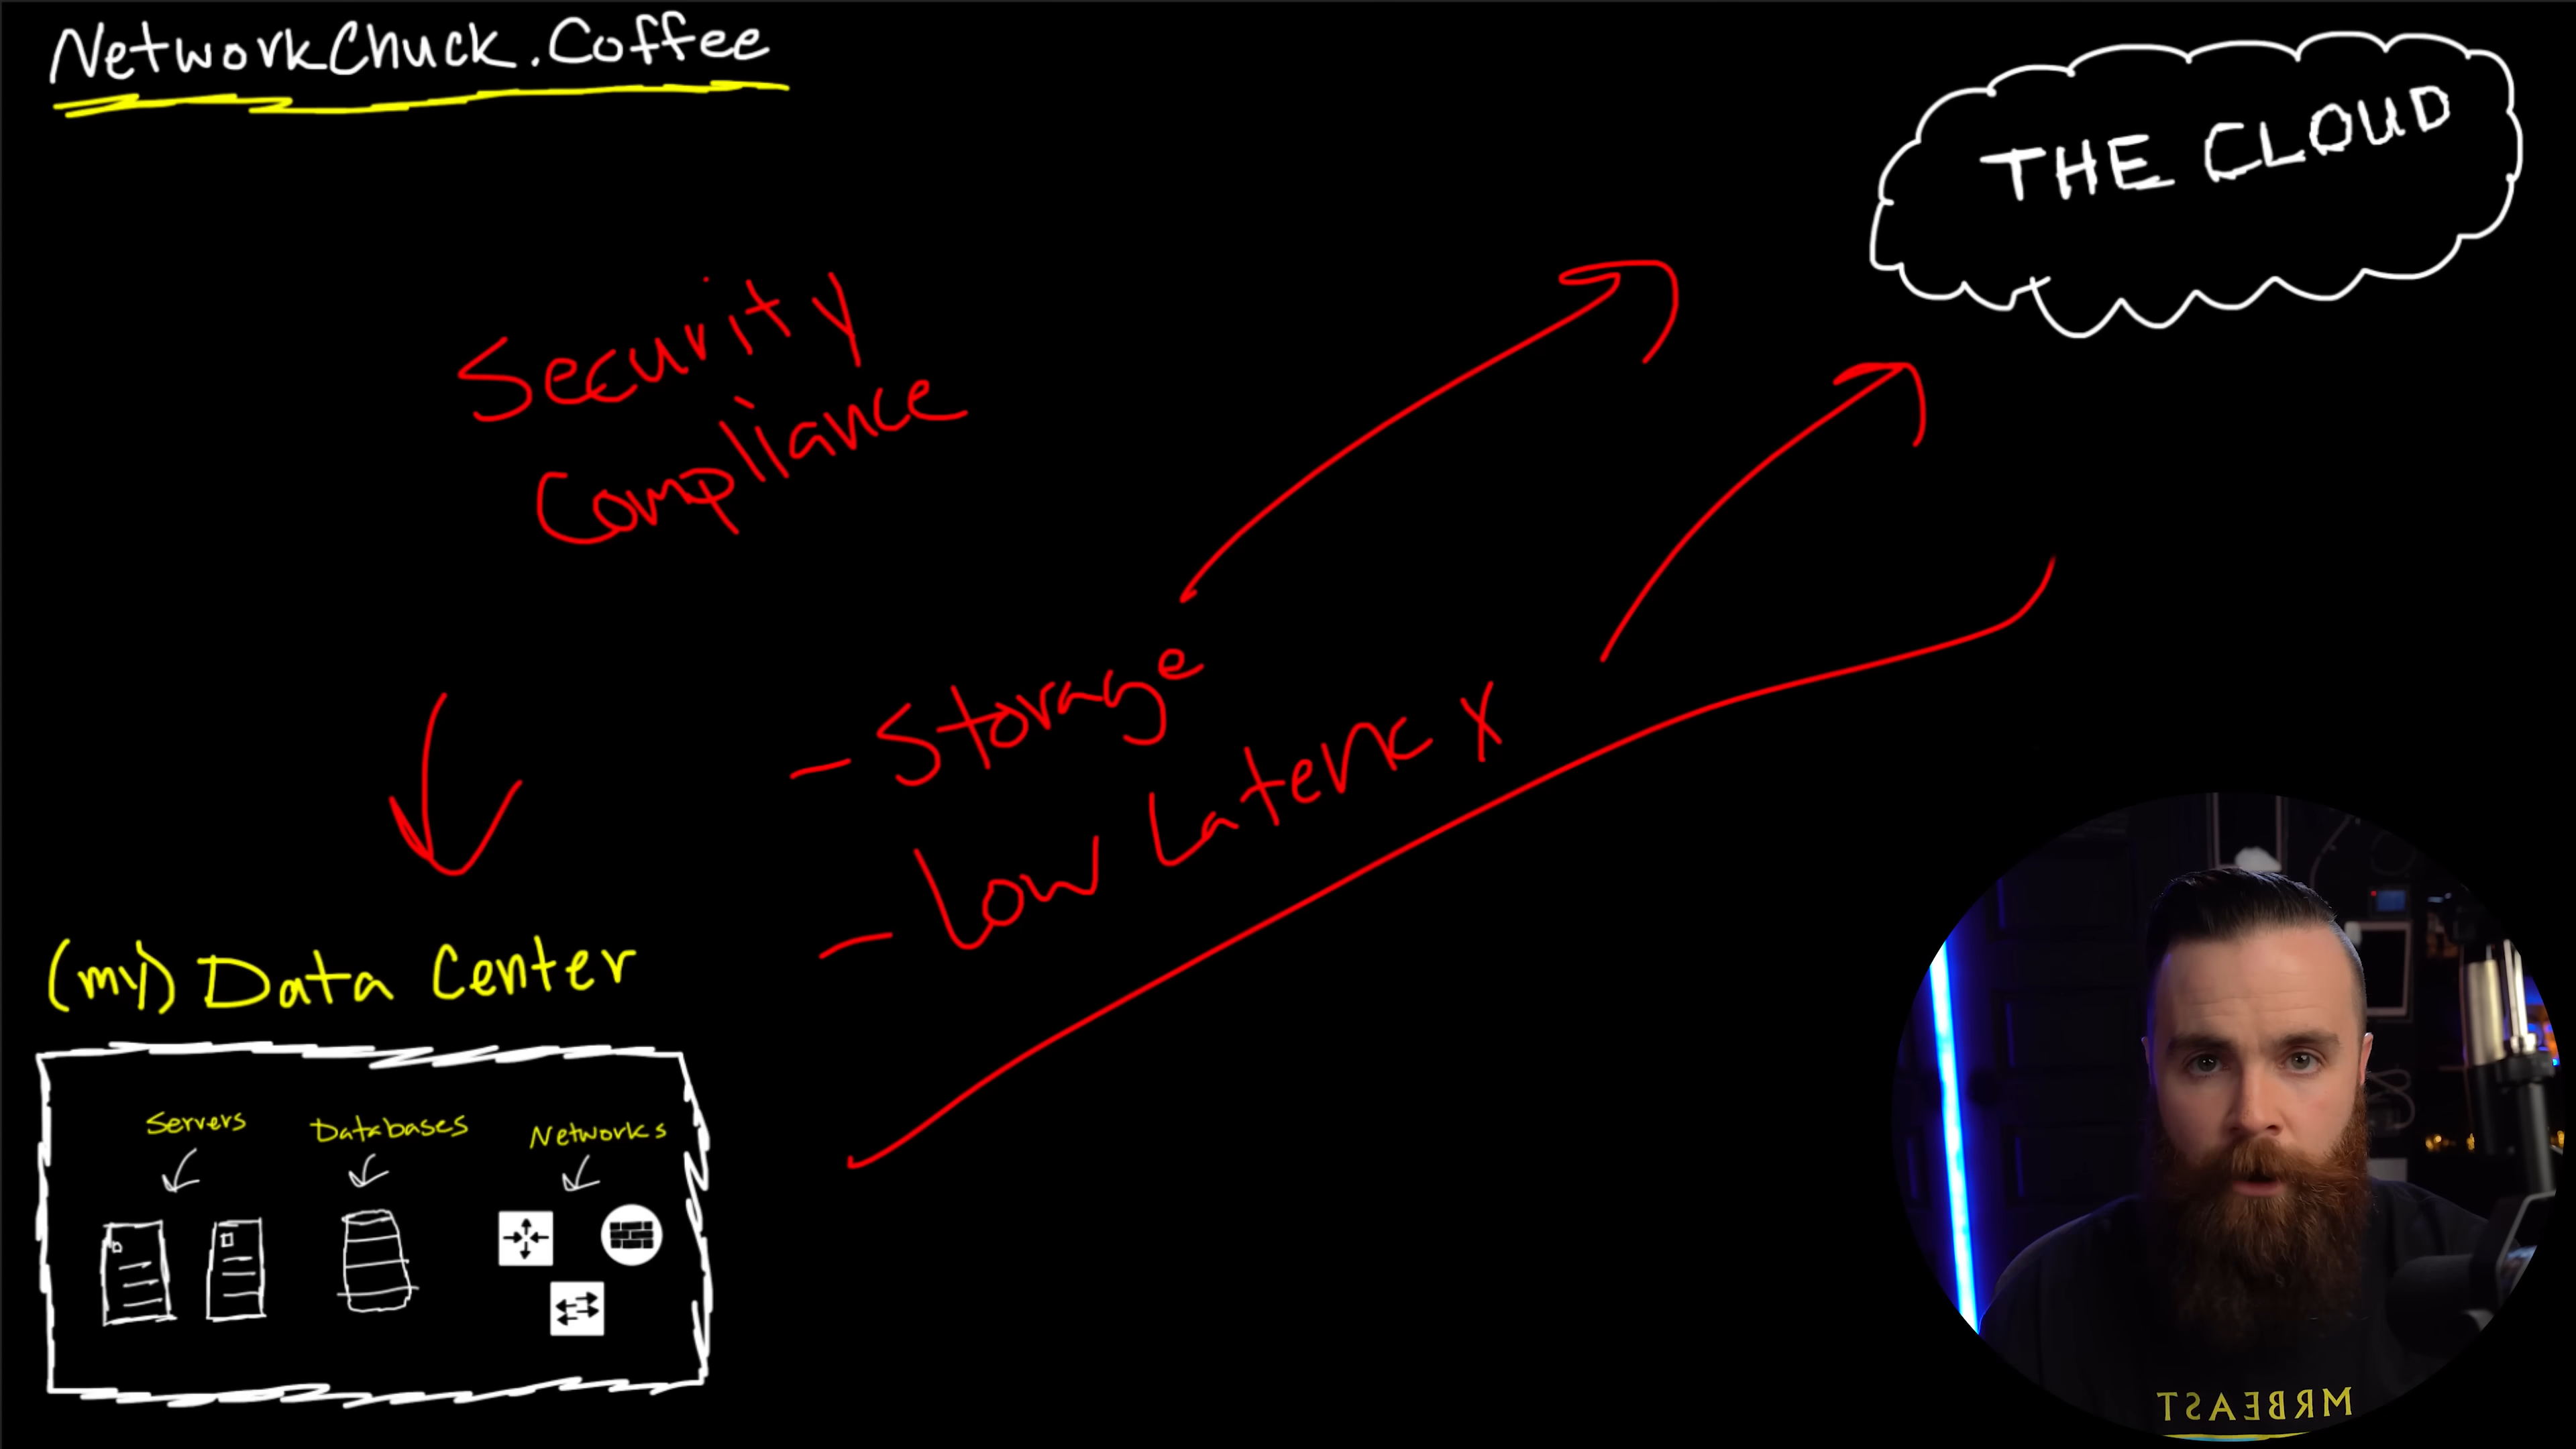 NetworkChuck.Coffee
THE CLOUD
Security
Compliance
- Storage
- Low Latency
(my) Data Center
Servers
Databases
Networks
MRBEAST